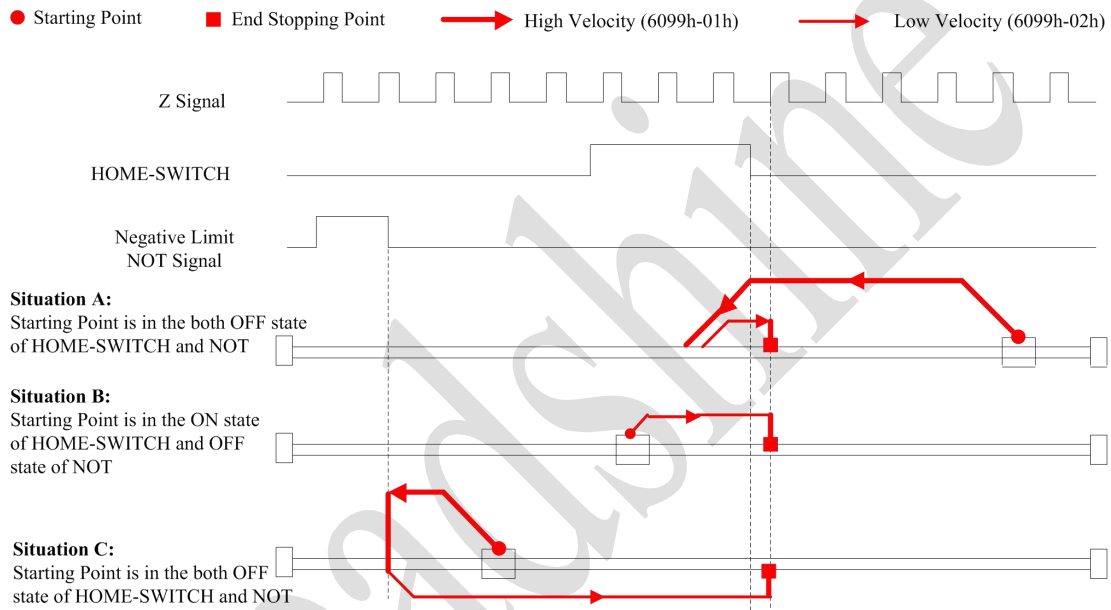 Starting Point
End Stopping Point
High Velocity (6099h-01h)
Low Velocity (6099h-02h)
Z Signal
HOME-SWITCH
Negative Limit
NOT Signal
Situation A:
Starting Point is in the both OFF state
of HOME-SWITCH and NOT
Situation B:
Starting Point is in the ON state
of HOME-SWITCH and OFF
state of NOT
Situation C:
Starting Point is in the both OFF
state of HOME-SWITCH and NOT
adshine